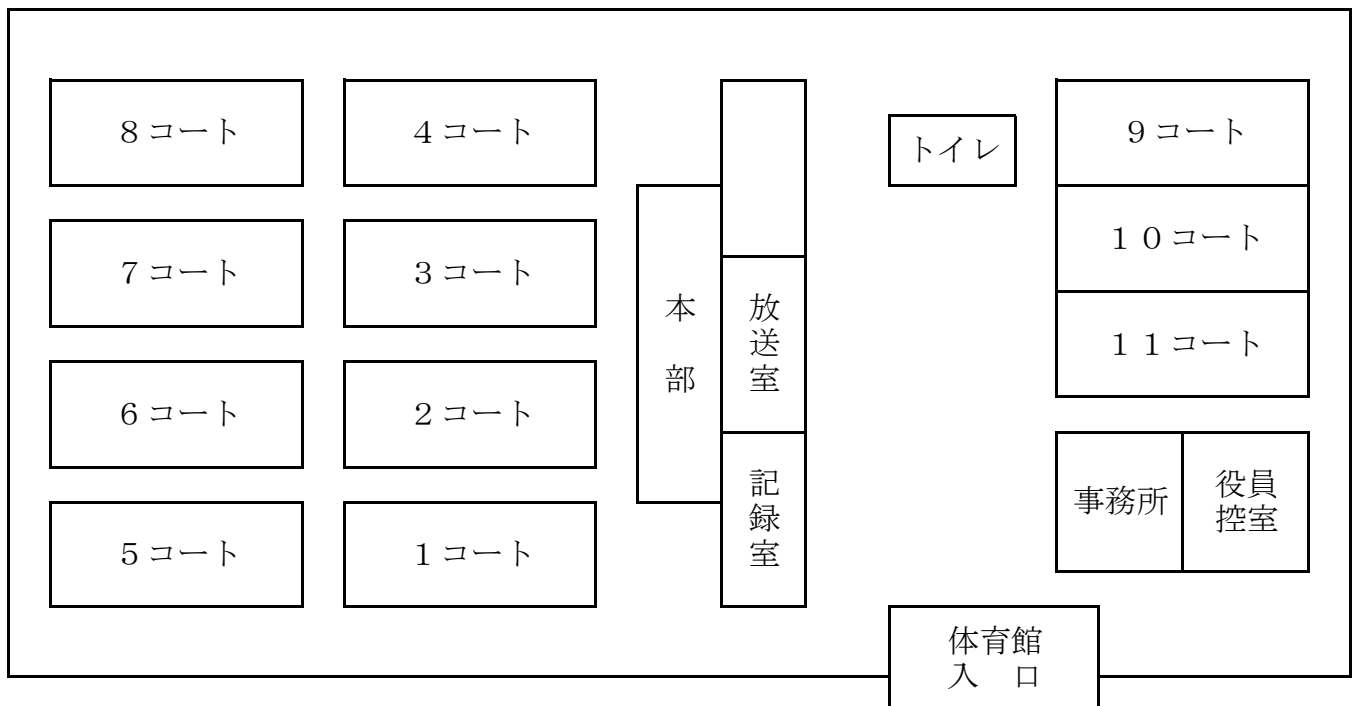 ８コート
４コート
トイレ
９コート
７コート
３コート
１０コート
本部
放送室
１１コート
６コート
２コート
記録室
事務所
役員
控室
５コート
１コート
体育館
入　口